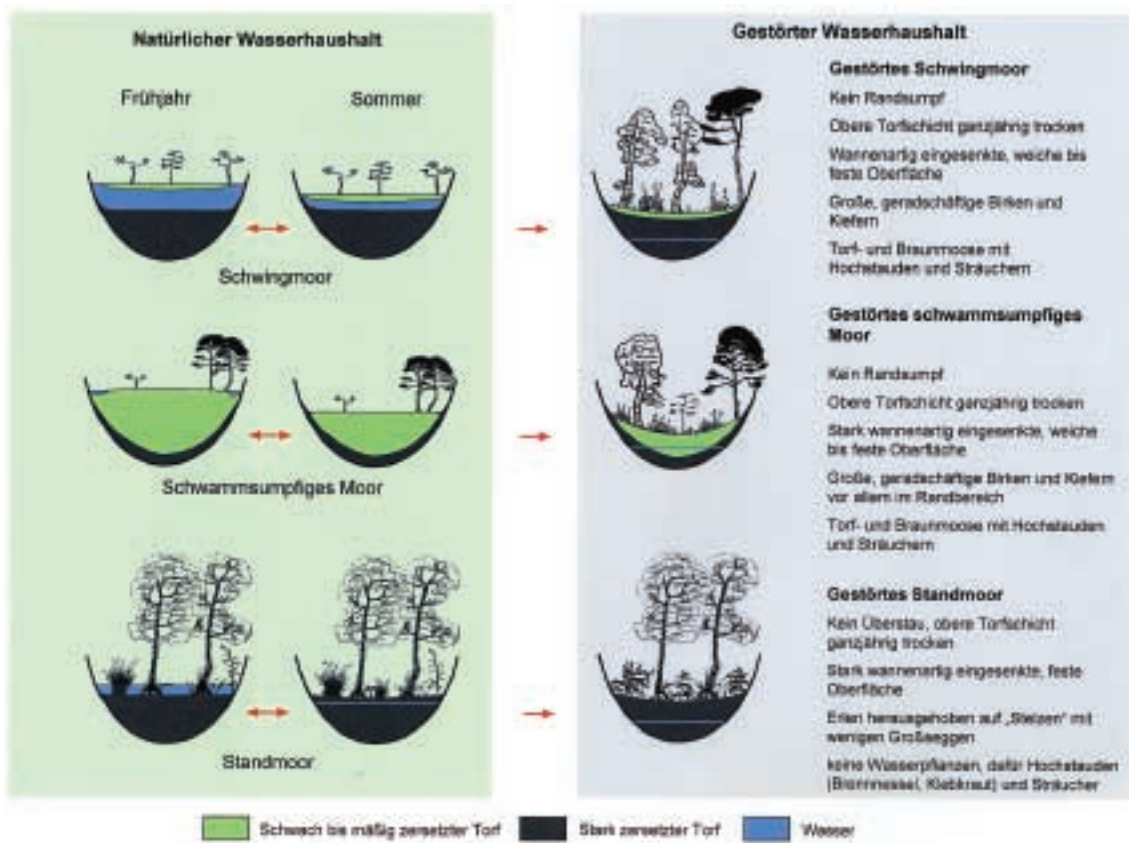 Natürlicher Wasserhaushalt
Frühjahr
Sommer
Schwingmoor
Schwammsumpfiges Moor
Standmoor
Gestörter Wasserhaushalt
Gestörtes Schwingmoor
Kein Randsumpf
Obere Torfschicht ganzjährig trocken
Wannenartig eingesenkte, weiche bis
feste Oberfläche
Große, geradschäftige Birken und
Kiefern
Torf- und Braunmoose mit
Hochstauden und Sträuchern
Gestörtes schwammsumpfiges
Moor
Kein Randsumpf
Obere Torfschicht ganzjährig trocken
Stark wannenartig eingesenkte, weiche
bis feste Oberfläche
Große, geradschäftige Birken und Kiefern
vor allem im Randbereich
Torf- und Braunmoose mit Hochstauden
und Sträuchern
Gestörtes Standmoor
Kein Überstau, obere Torfschicht
ganzjährig trocken
Stark wannenartig eingesenkte, feste
Oberfläche
Erlen herausgehoben auf „Stelzen“ mit
wenigen Großseggen
keine Wasserpflanzen, dafür Hochstauden
(Brennnessel, Klebkraut) und Sträucher
Schwach bis mäßig zersetzter Torf
Stark zersetzter Torf
Wasser